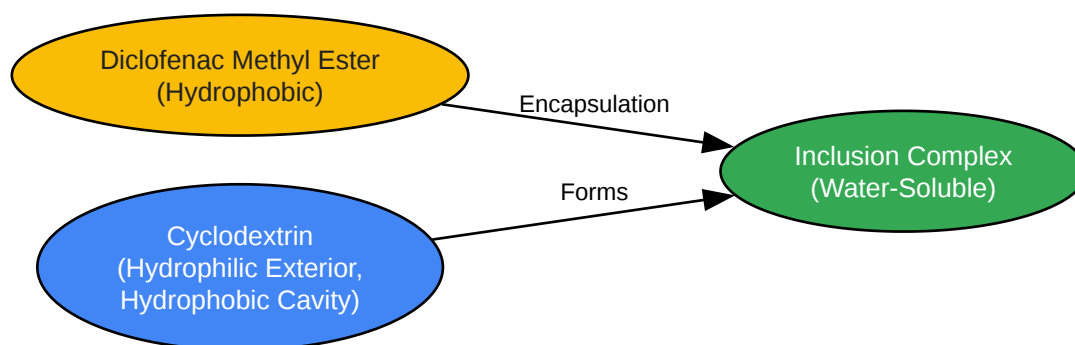 Diclofenac Methyl Ester
(Hydrophobic)
Encapsulation
Inclusion Complex
(Water-Soluble)
Forms
Cyclodextrin
(Hydrophilic Exterior,
Hydrophobic Cavity)